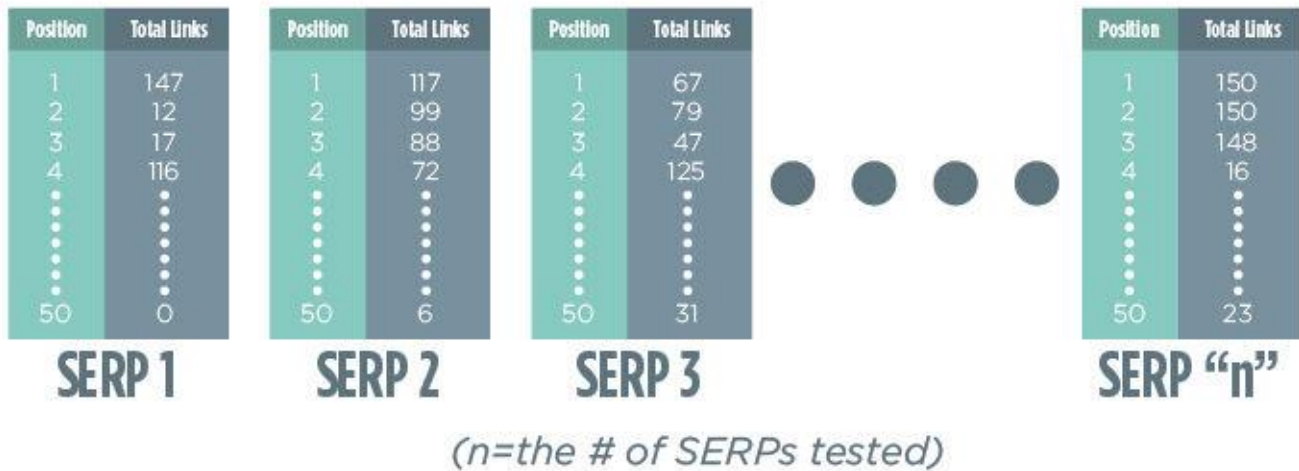 Position Total Links Position Total Links Position Total Links Position Total Links
1 147 1 117 1 67 1 150
2 12 2 99 2 79 2 150
3 17 3 88 3 47 3 148
4 116 4 72 4 125 4 16
50 0 50 6 50 31 50 23
SERP 1 SERP 2 SERP 3 SERP “n”
(n=the # of SERPs tested)